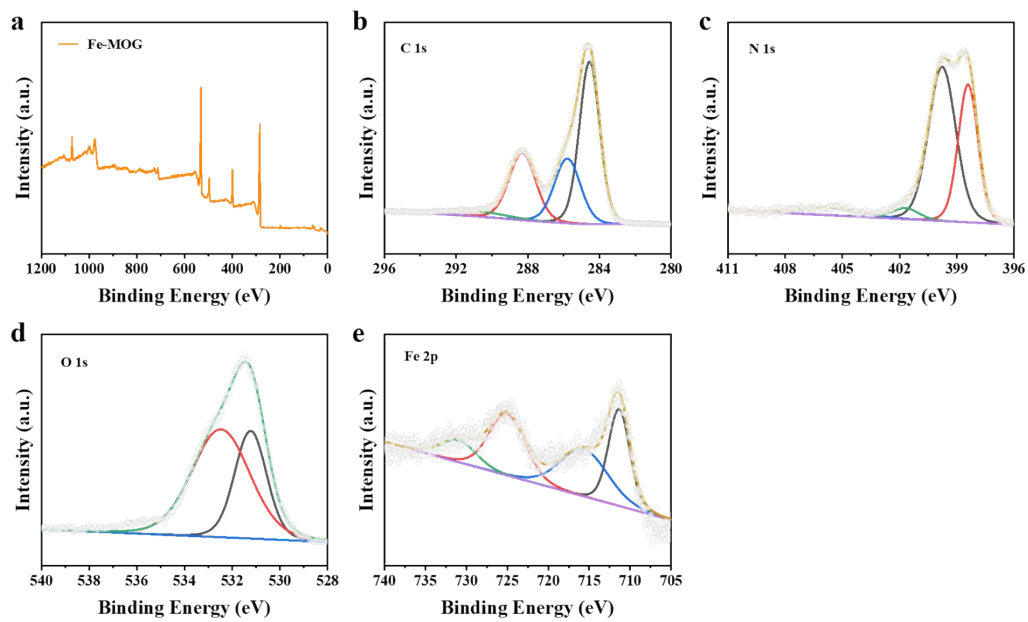 a
Fe-MOG
Intensity (a.u.)
1200 1000 800 600 400 200 0
Binding Energy (eV)
b
C 1s
Intensity (a.u.)
296 292 288 284 280
Binding Energy (eV)
c
N 1s
Intensity (a.u.)
411 408 405 402 399 396
Binding Energy (eV)
d
O 1s
Intensity (a.u.)
540 538 536 534 532 530 528
Binding Energy (eV)
e
Fe 2p
Intensity (a.u.)
740 735 730 725 720 715 710 705
Binding Energy (eV)